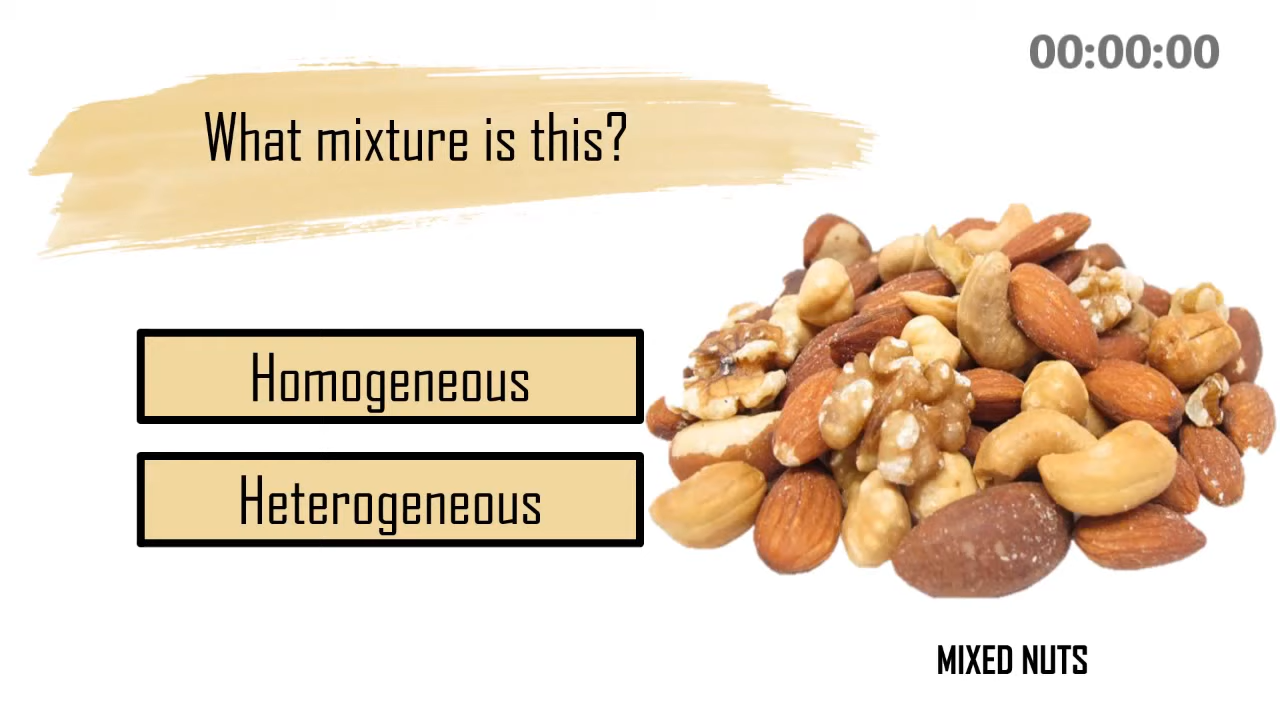 00:00:00
What mixture is this?
Homogeneous
Heterogeneous
MIXED NUTS